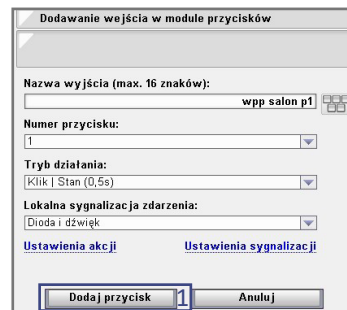 Dodawanie wejścia w module przycisków
Nazwa wyjścia (max. 16 znaków):
wpp salon p1
Numer przycisku:
1
Tryb działania:
Klik | Stan (0,5s)
Lokalna sygnalizacja zdarzenia:
Dioda i dźwięk
Ustawienia akcji Ustawienia sygnalizacji
Dodaj przycisk 1 Anuluj